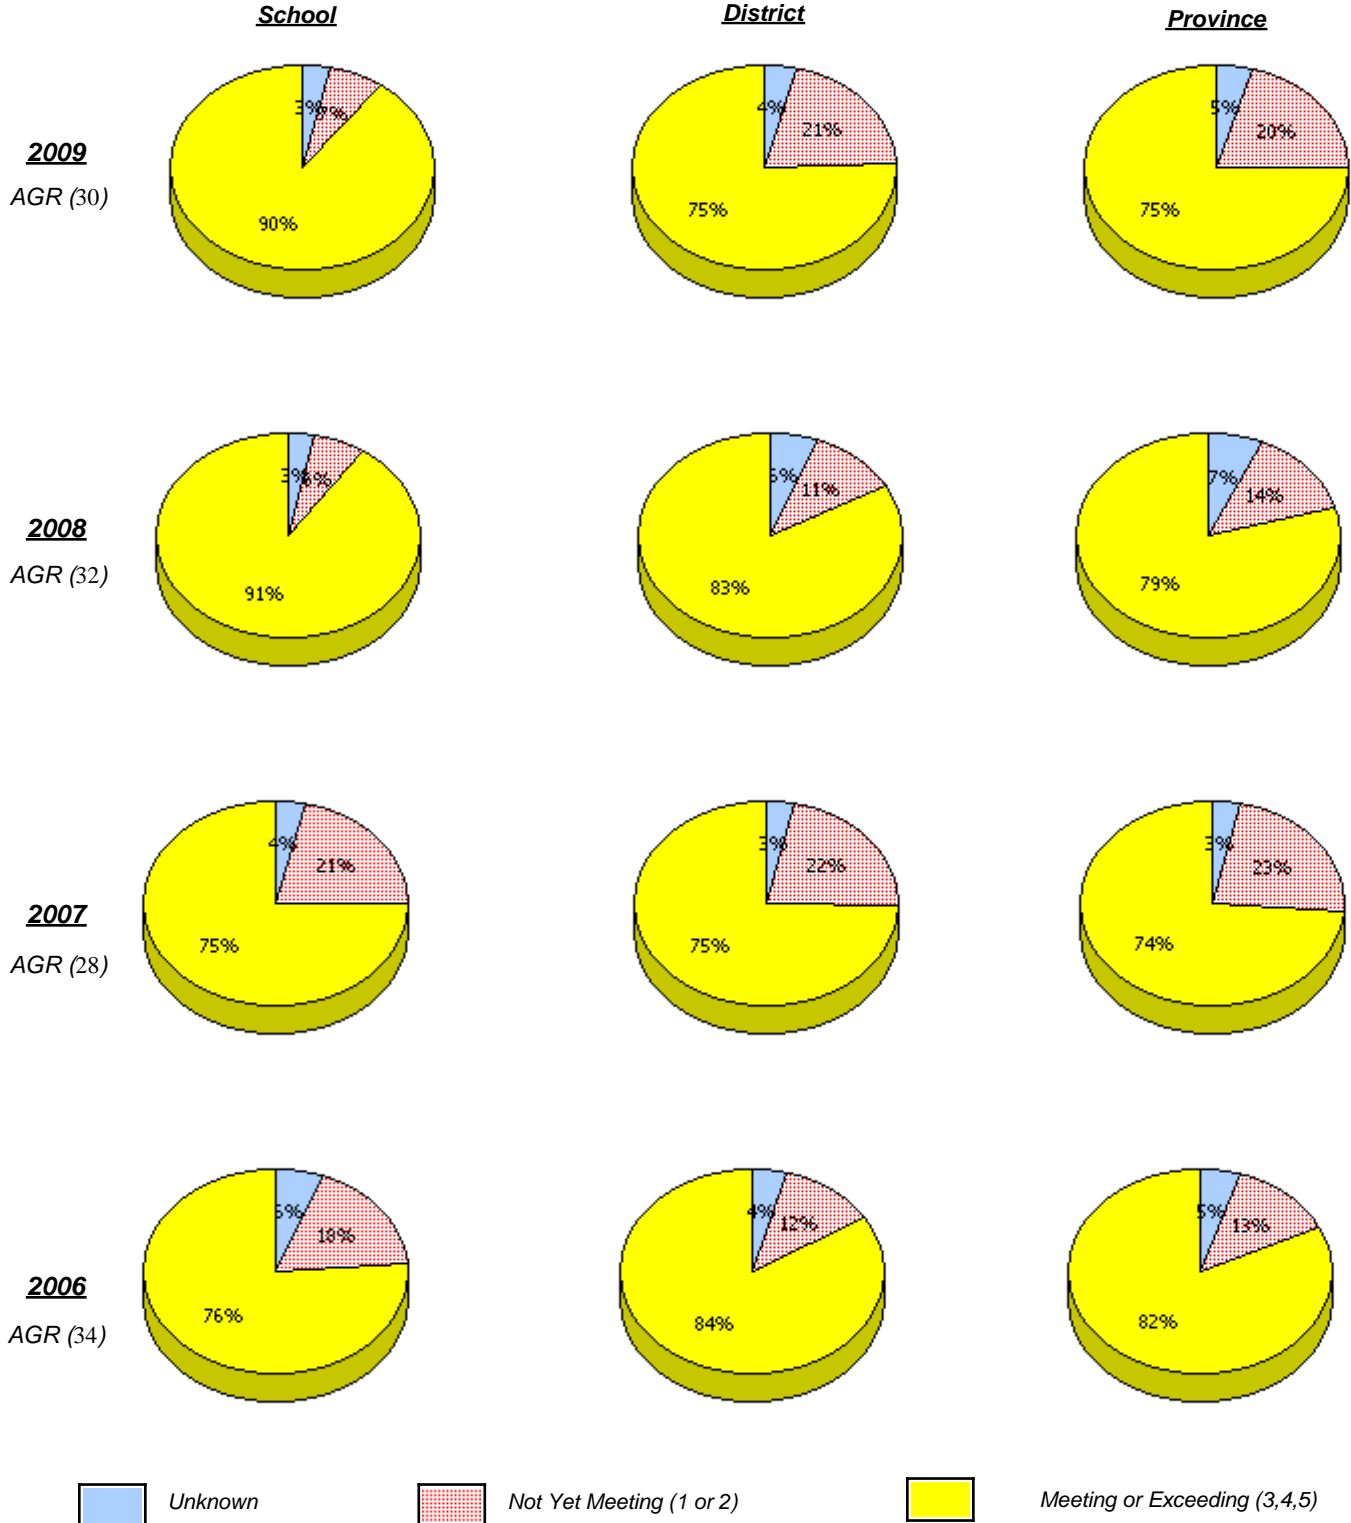 School District Province
2009
AGR (30)
3% 7% 90%
4% 21% 75%
5% 20% 75%
2008
AGR (32)
3% 6% 91%
11% 83%
7% 14% 79%
2007
AGR (28)
4% 21% 75%
3% 22% 75%
3% 23% 74%
2006
AGR (34)
18% 76%
4% 12% 84%
5% 13% 82%
Unknown Not Yet Meeting (1 or 2) Meeting or Exceeding (3,4,5)